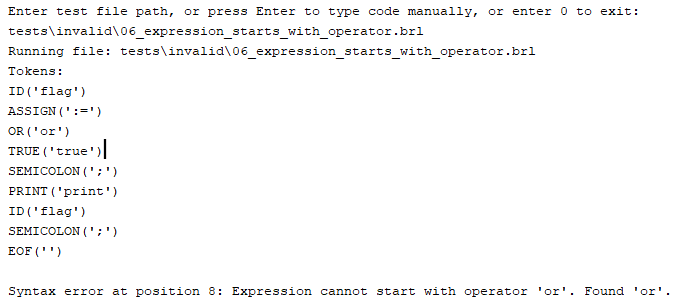 Enter test file path, or press Enter to type code manually, or enter 0 to exit:
tests\invalid\06_expression_starts_with_operator.brl
Running file: tests\invalid\06_expression_starts_with_operator.brl
Tokens:
ID('flag')
ASSIGN(':=')
OR('or')
TRUE('true')
SEMICOLON(';')
PRINT('print')
ID('flag')
SEMICOLON(';')
EOF('')
Syntax error at position 8: Expression cannot start with operator 'or'. Found 'or'.